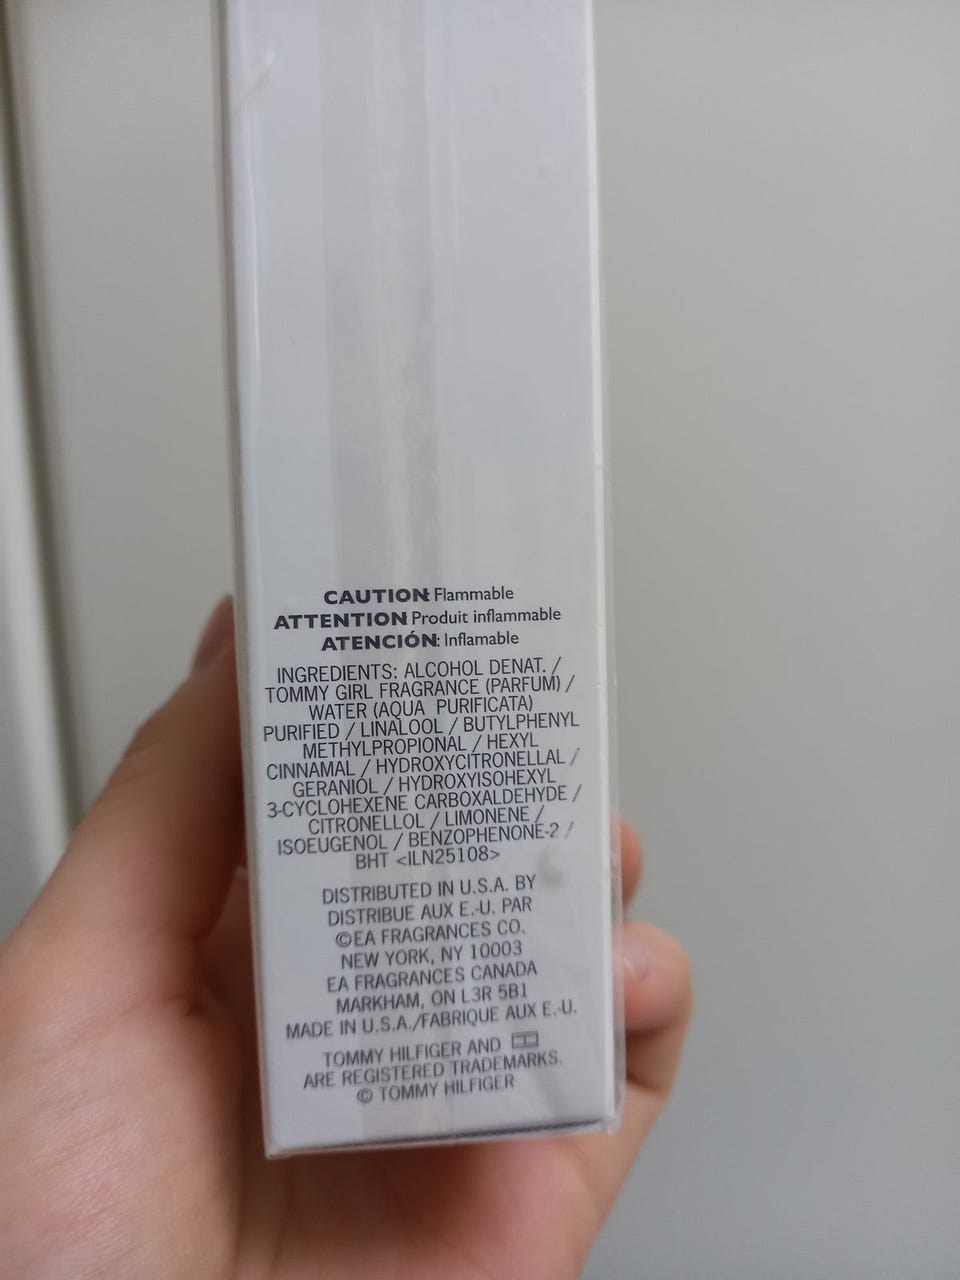 CAUTION: Flammable
ATTENTION: Produit inflammable
ATENCIÓN: Inflamable
INGREDIENTS: ALCOHOL DENAT. /
TOMMY GIRL FRAGRANCE (PARFUM) /
WATER (AQUA PURIFICATA)
PURIFIED / LINALOOL / BUTYLPHENYL
METHYLPROPIONAL / HEXYL
CINNAMAL / HYDROXYCITRONELLAL /
GERANIOL / HYDROXYISOHEXYL
3-CYCLOHEXENE CARBOXALDEHYDE /
CITRONELLOL / LIMONENE /
ISOEUGENOL / BENZOPHENONE-2 /
BHT <ILN25108>
DISTRIBUTED IN U.S.A. BY
DISTRIBUE AUX E.-U. PAR
©EA FRAGRANCES CO.
NEW YORK, NY 10003
EA FRAGRANCES CANADA
MARKHAM, ON L3R 5B1
MADE IN U.S.A./FABRIQUE AUX E.-U.
TOMMY HILFIGER AND
ARE REGISTERED TRADEMARKS.
© TOMMY HILFIGER